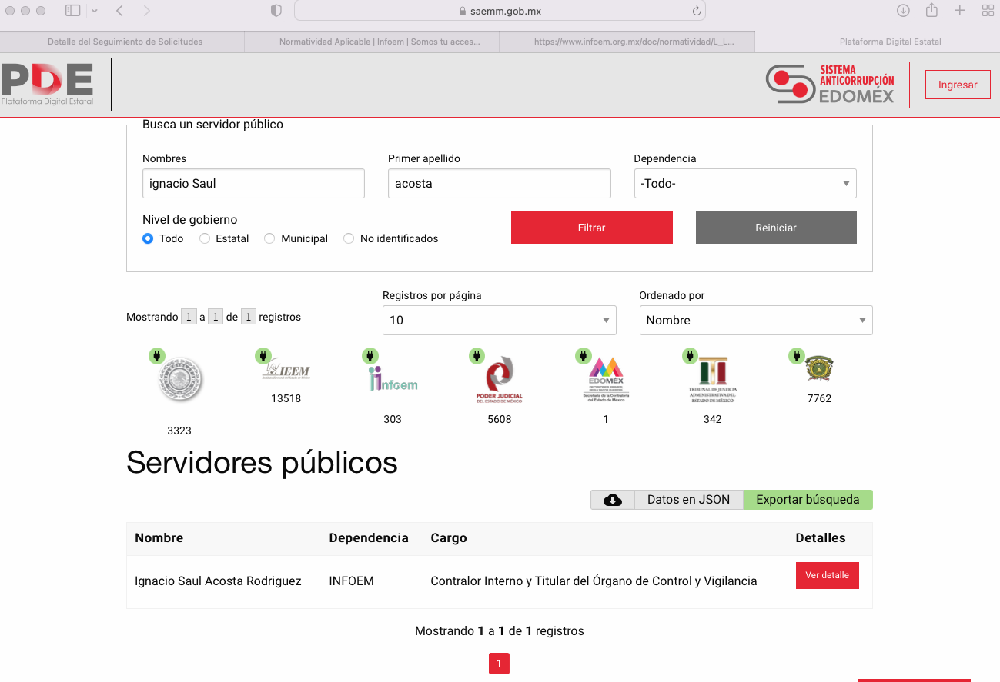 saemm.gob.mx
Detalle del Seguimiento de Solicitudes
Normatividad Aplicable | Infoem | Somos tu acces...
https://www.infoem.org.mx/doc/normatividad/L_L...
Plataforma Digital Estatal
PDE
Plataforma Digital Estatal
SISTEMA
ANTICORRUPCIÓN
EDOMÉX
Ingresar
Busca un servidor público
Nombres
Primer apellido
Dependencia
ignacio Saul
acosta
-Todo-
Nivel de gobierno
Todo
Estatal
Municipal
No identificados
Filtrar
Reiniciar
Mostrando 1 a 1 de 1 registros
Registros por página
10
Ordenado por
Nombre
3323
IEEM
13518
infoem
303
PODER JUDICIAL
DEL ESTADO DE MÉXICO
5608
EDOMÉX
DECISIONES FIRMES, RESULTADOS FUERTES
Secretaría de la Contraloría
del Estado de México
1
TRIBUNAL DE JUSTICIA
ADMINISTRATIVA DEL
ESTADO DE MÉXICO
342
7762
Servidores públicos
Datos en JSON
Exportar búsqueda
Nombre Dependencia Cargo Detalles
Ignacio Saul Acosta Rodriguez INFOEM Contralor Interno y Titular del Órgano de Control y Vigilancia Ver detalle
Mostrando 1 a 1 de 1 registros
1